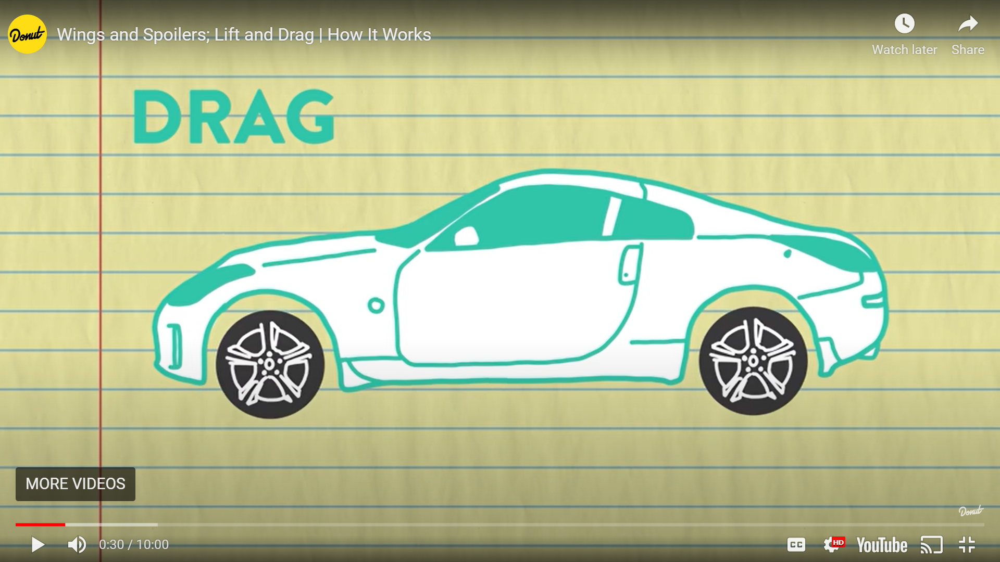 Donut
Wings and Spoilers; Lift and Drag | How It Works
Watch later
Share
DRAG
MORE VIDEOS
Donut
0:30 / 10:00
CC
HD
YouTube